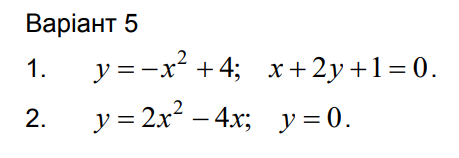 Варіант 5
1. y = −x² + 4; x + 2y + 1 = 0.
2. y = 2x² − 4x; y = 0.